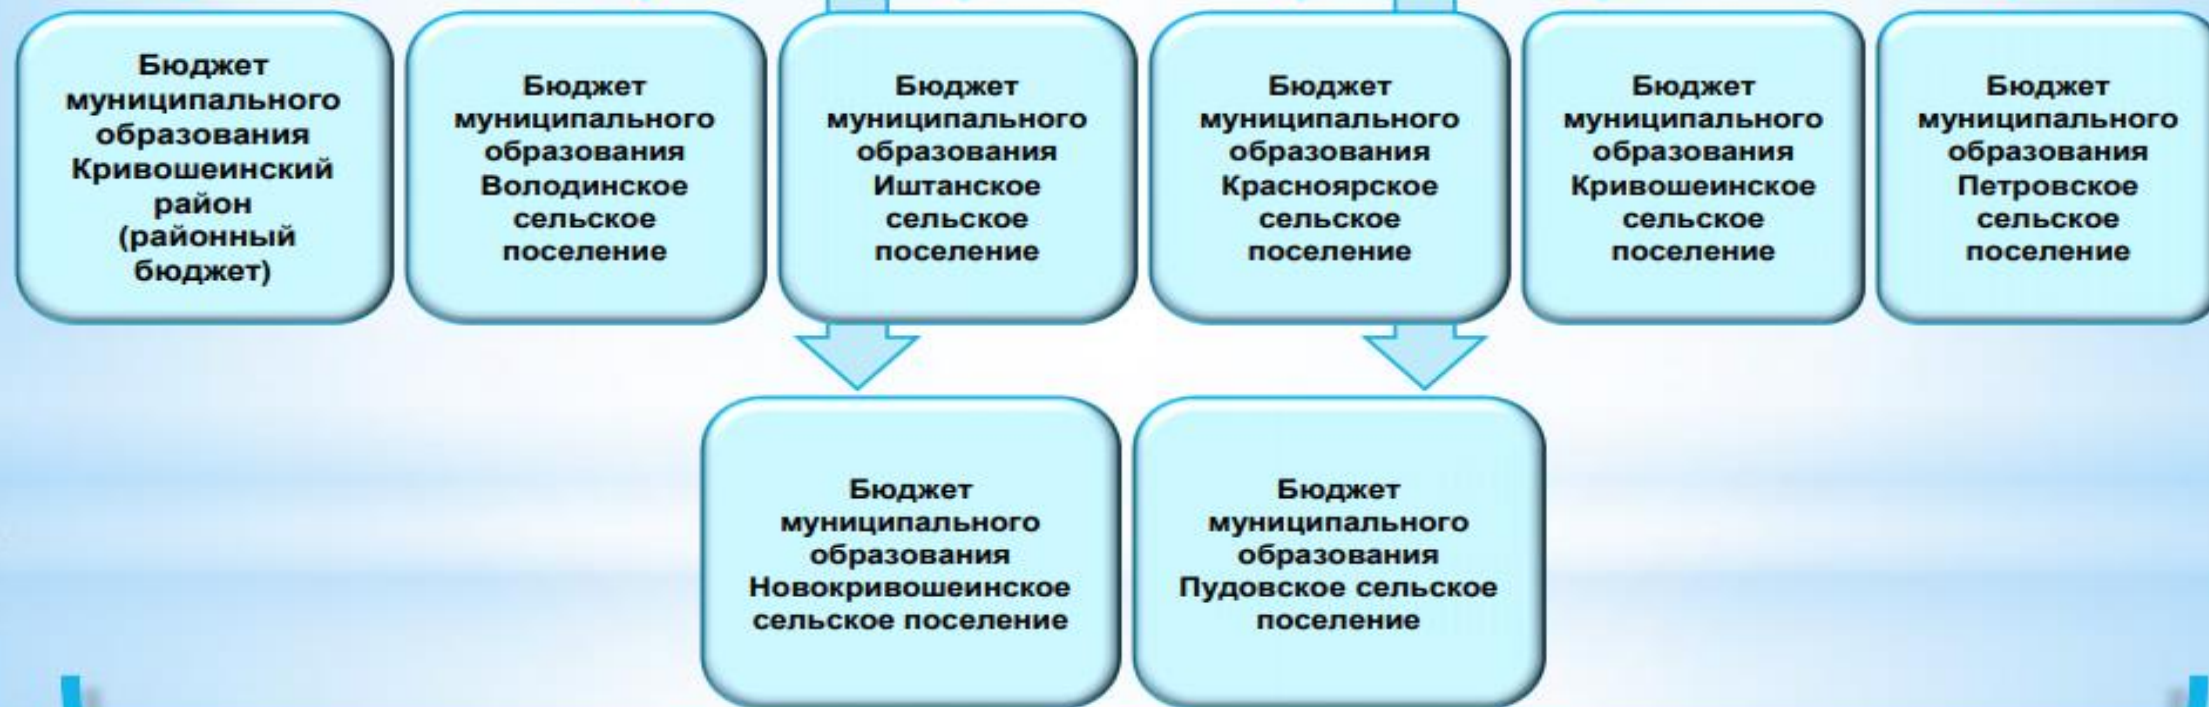 Бюджет
муниципального
образования
Кривошеинский
район
(районный
бюджет)
Бюджет
муниципального
образования
Володинское
сельское
поселение
Бюджет
муниципального
образования
Иштанское
сельское
поселение
Бюджет
муниципального
образования
Красноярское
сельское
поселение
Бюджет
муниципального
образования
Кривошеинское
сельское
поселение
Бюджет
муниципального
образования
Петровское
сельское
поселение
Бюджет
муниципального
образования
Новокривошеинское
сельское поселение
Бюджет
муниципального
образования
Пудовское сельское
поселение